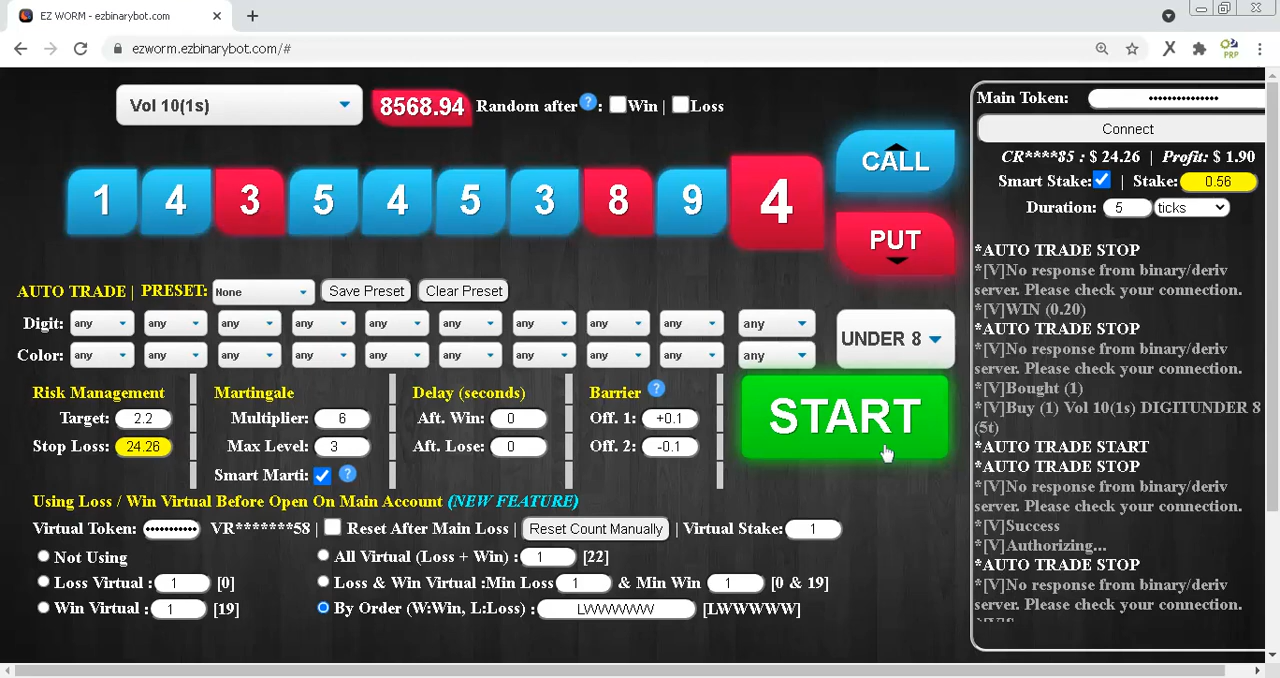 EZ WORM - ezbinarybot.com
ezworm.ezbinarybot.com/#
PRP
Vol 10(1s)
8568.94
Random after ? : Win | Loss
1 4 3 5 4 5 3 8 9 4
CALL
PUT
AUTO TRADE | PRESET: None Save Preset Clear Preset
Digit: any any any any any any any any any any
Color: any any any any any any any any any any
UNDER 8
Risk Management
Target: 2.2
Stop Loss: 24.26
Martingale
Multiplier: 6
Max Level: 3
Smart Marti: ?
Delay (seconds)
Aft. Win: 0
Aft. Lose: 0
Barrier ?
Off. 1: +0.1
Off. 2: -0.1
START
Using Loss / Win Virtual Before Open On Main Account (NEW FEATURE)
Virtual Token: •••••••••• VR*******58 | Reset After Main Loss | Reset Count Manually | Virtual Stake: 1
Not Using
All Virtual (Loss + Win) : 1 [22]
Loss Virtual : 1 [0]
Loss & Win Virtual :Min Loss 1 & Min Win 1 [0 & 19]
Win Virtual : 1 [19]
By Order (W:Win, L:Loss) : [LWWWWW]
Main Token: •••••••••••••••
Connect
CR****85 : $ 24.26 | Profit: $ 1.90
Smart Stake: | Stake: 0.56
Duration: 5 ticks
*AUTO TRADE STOP
*[V]No response from binary/deriv
server. Please check your connection.
*[V]WIN (0.20)
*AUTO TRADE STOP
*[V]No response from binary/deriv
server. Please check your connection.
*[V]Bought (1)
*[V]Buy (1) Vol 10(1s) DIGITUNDER 8
(5t)
*AUTO TRADE START
*AUTO TRADE STOP
*[V]No response from binary/deriv
server. Please check your connection.
*[V]Success
*[V]Authorizing...
*AUTO TRADE STOP
*[V]No response from binary/deriv
server. Please check your connection.